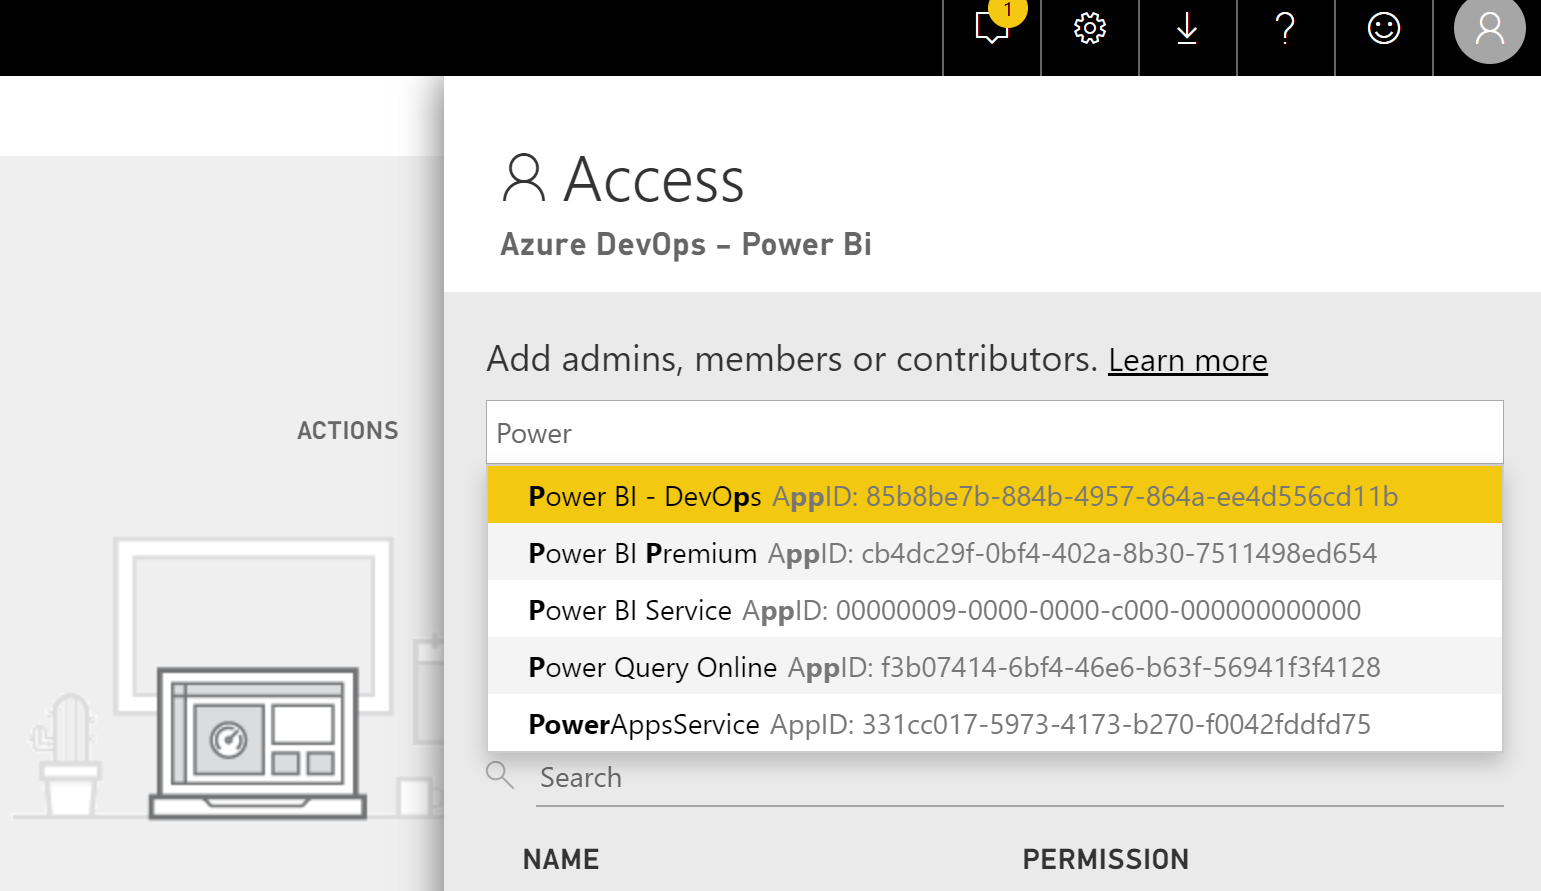 1
Access
Azure DevOps – Power Bi
Add admins, members or contributors. Learn more
ACTIONS
Power
Power BI - DevOps AppID: 85b8be7b-884b-4957-864a-ee4d556cd11b
Power BI Premium AppID: cb4dc29f-0bf4-402a-8b30-7511498ed654
Power BI Service AppID: 00000009-0000-0000-c000-000000000000
Power Query Online AppID: f3b07414-6bf4-46e6-b63f-56941f3f4128
PowerAppsService AppID: 331cc017-5973-4173-b270-f0042fddfd75
Search
NAME PERMISSION